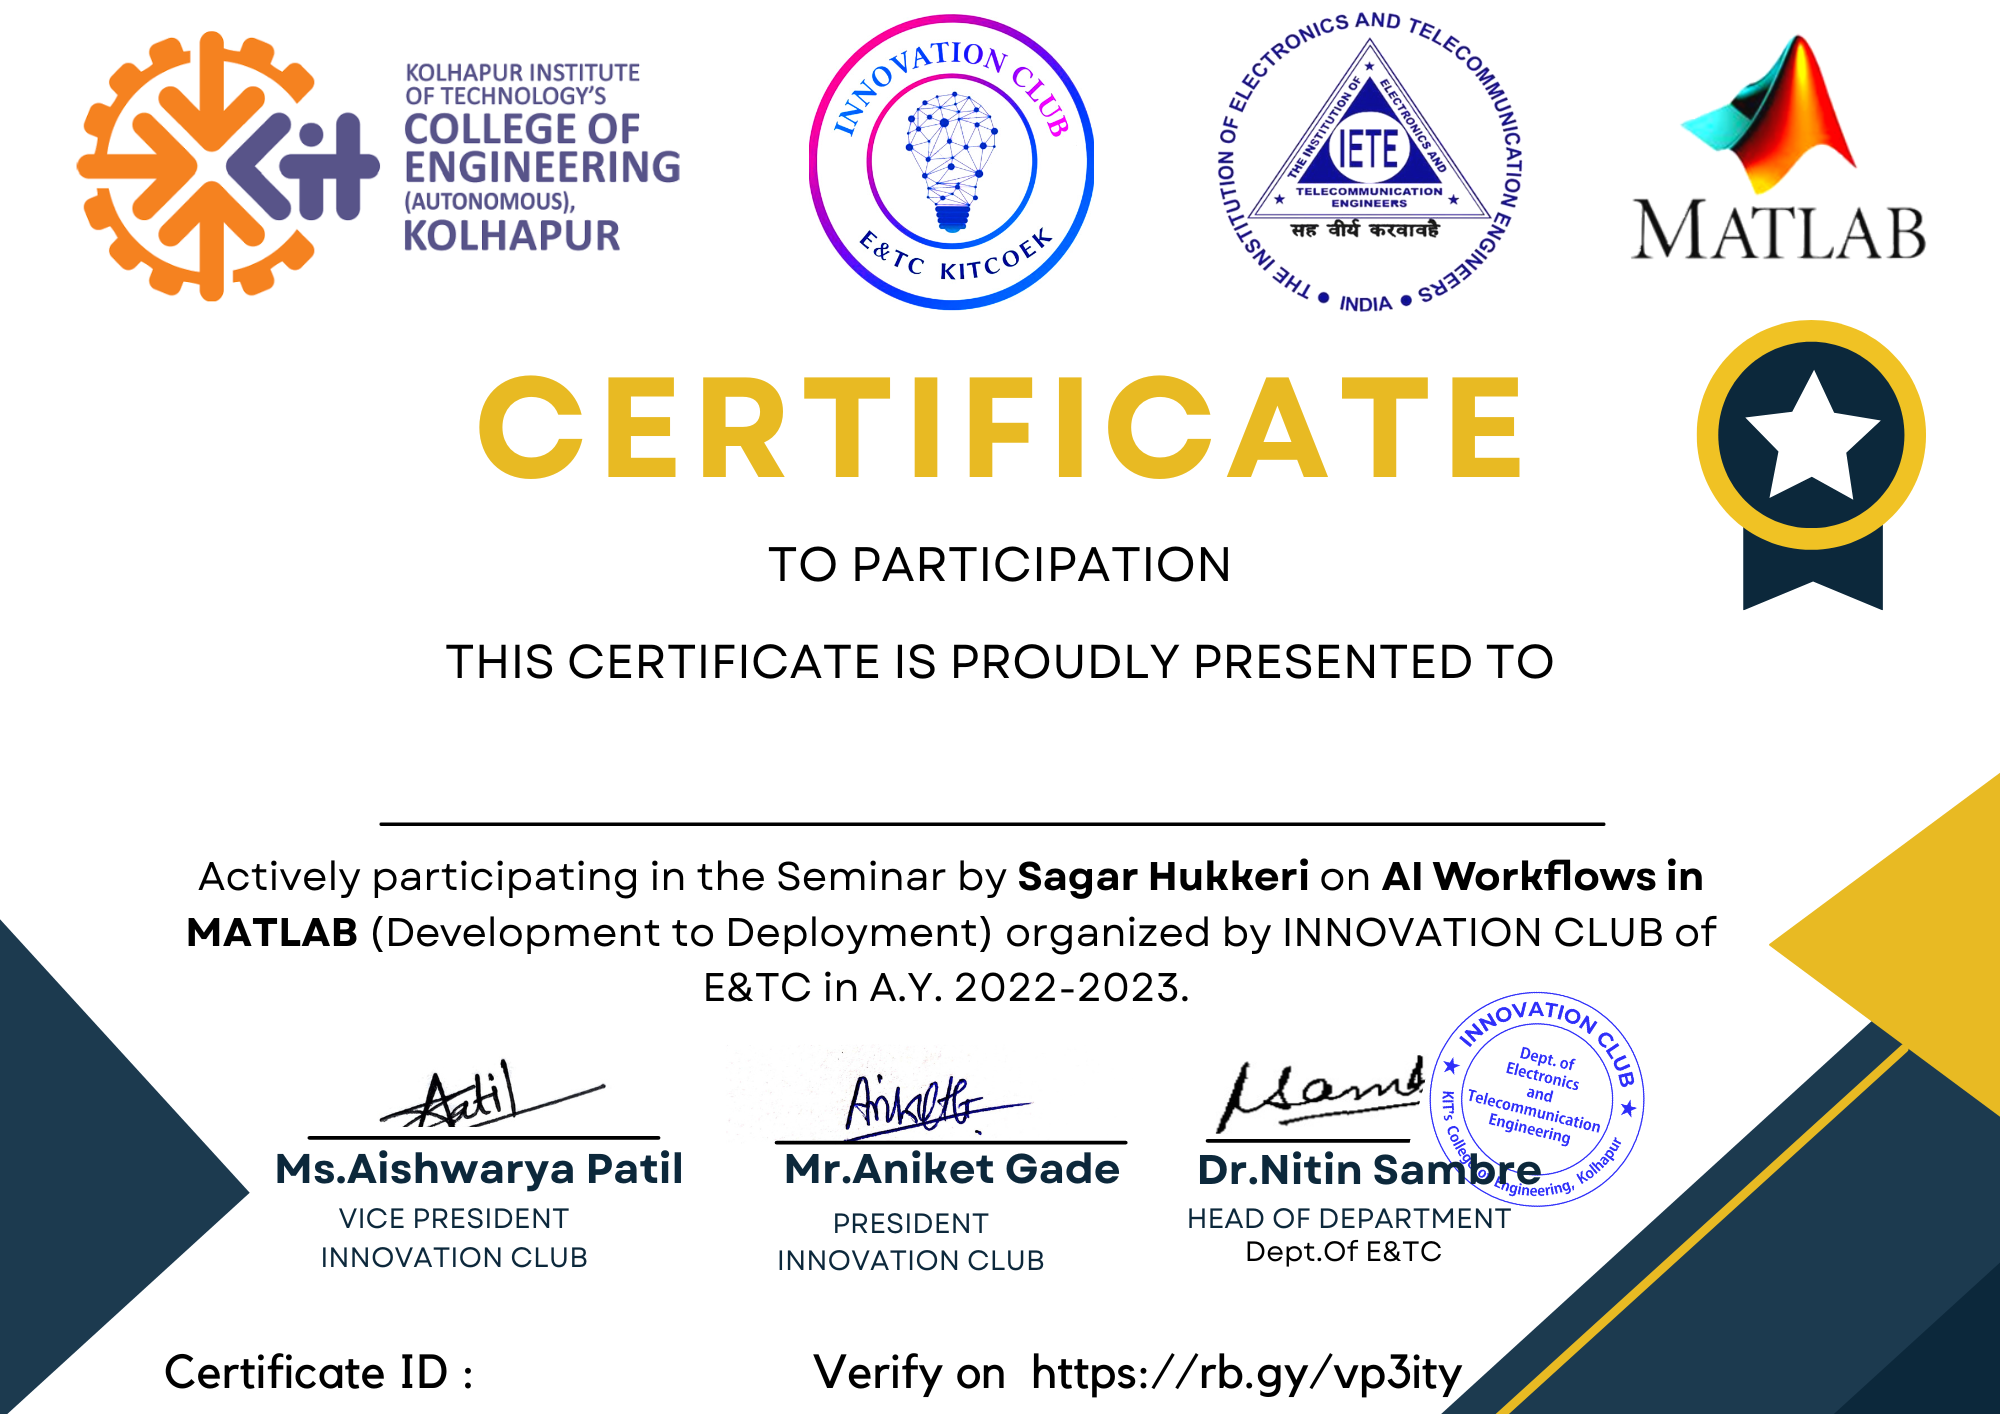 KOLHAPUR INSTITUTE
OF TECHNOLOGY'S
COLLEGE OF
ENGINEERING
(AUTONOMOUS),
KOLHAPUR
Kit
INNOVATION CLUB
E&TC KITCOEK
THE INSTITUTION OF ELECTRONICS AND TELECOMMUNICATION ENGINEERS
INDIA
THE INSTITUTION OF
ELECTRONICS AND
IETE
TELECOMMUNICATION
ENGINEERS
सह वीर्य करवावहै
MATLAB
CERTIFICATE
TO PARTICIPATION
THIS CERTIFICATE IS PROUDLY PRESENTED TO
Actively participating in the Seminar by Sagar Hukkeri on AI Workflows in
MATLAB (Development to Deployment) organized by INNOVATION CLUB of
E&TC in A.Y. 2022-2023.
INNOVATION CLUB
Dept. of
Electronics
and
Telecommunication
Engineering
KIT's College of Engineering, Kolhapur
Ms.Aishwarya Patil
VICE PRESIDENT
INNOVATION CLUB
Mr.Aniket Gade
PRESIDENT
INNOVATION CLUB
Dr.Nitin Sambre
HEAD OF DEPARTMENT
Dept.Of E&TC
Certificate ID :
Verify on https://rb.gy/vp3ity